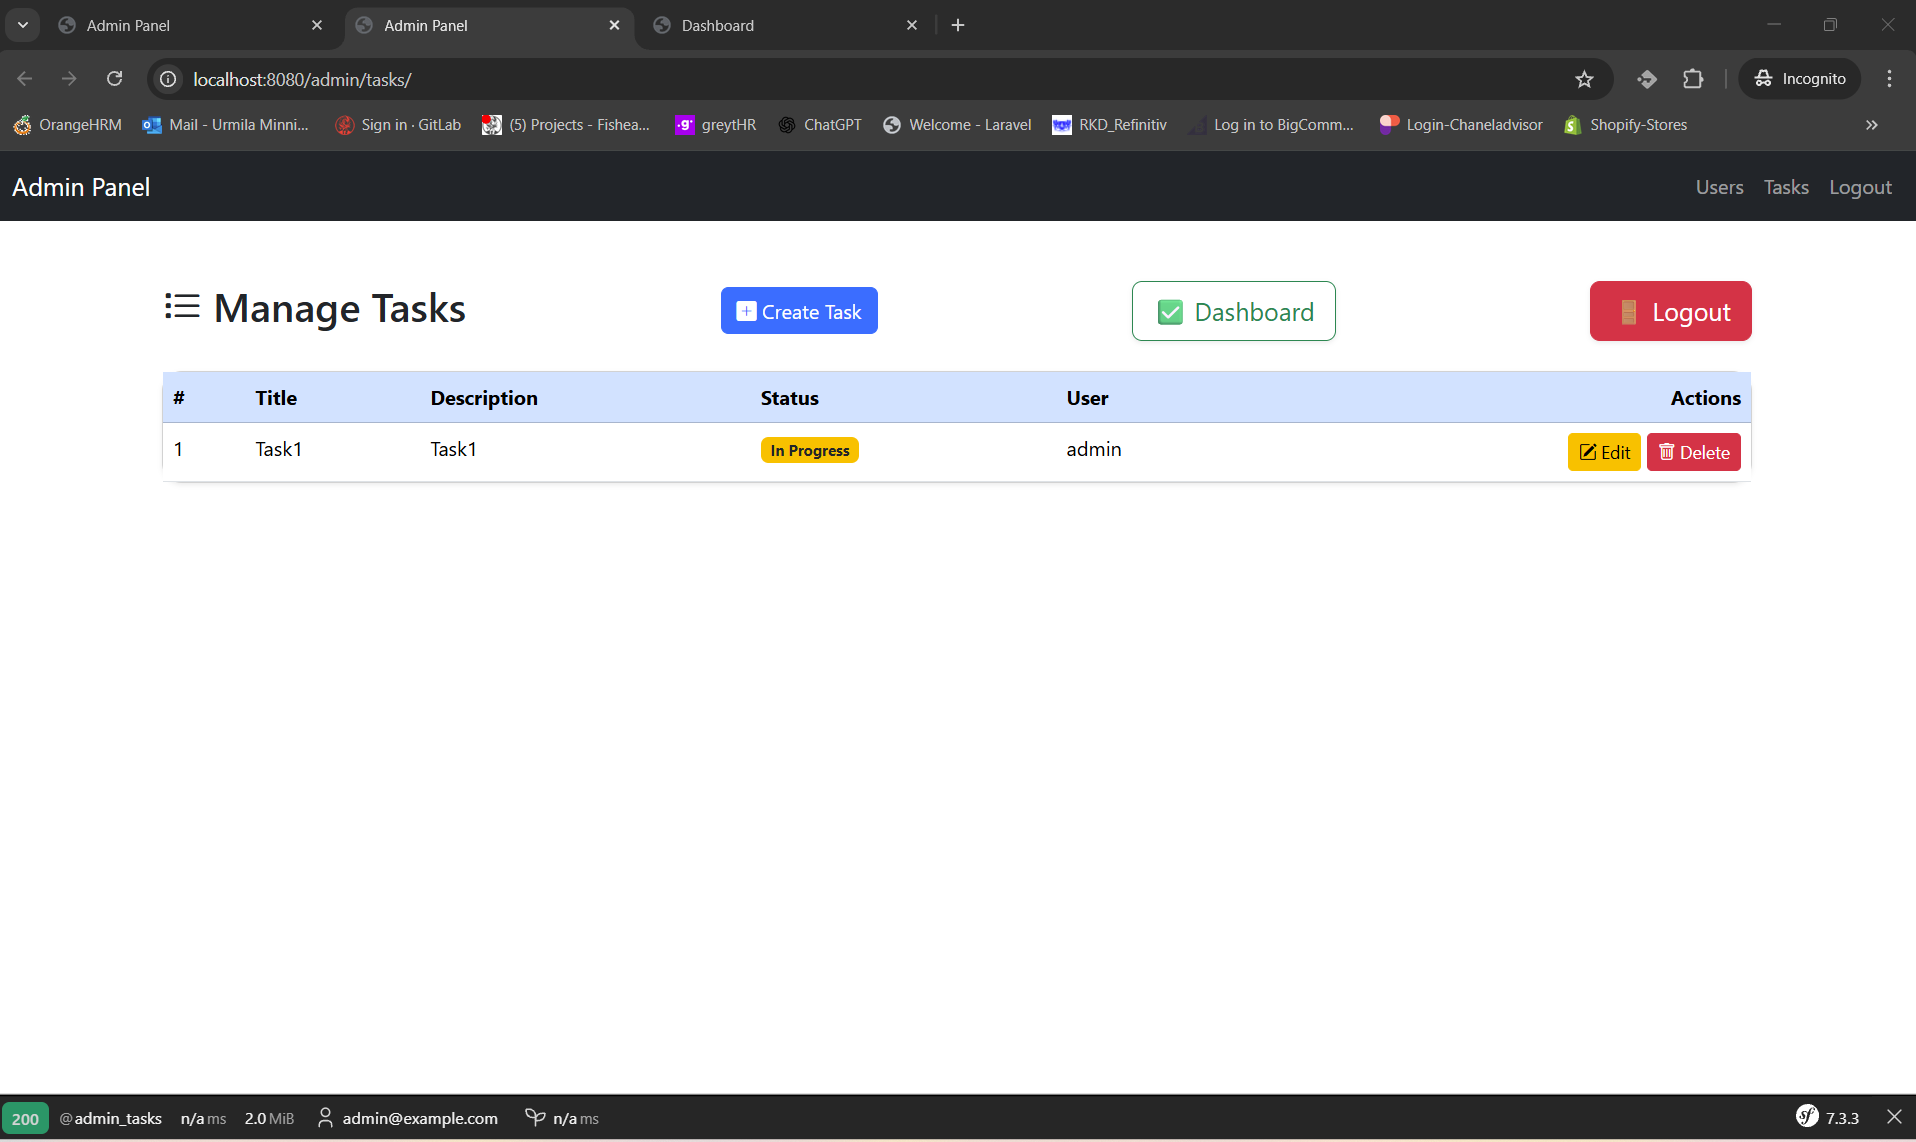 Admin Panel
Admin Panel
Dashboard
localhost:8080/admin/tasks/
Incognito
OrangeHRM
Mail - Urmila Minni...
Sign in · GitLab
(5) Projects - Fishea...
greytHR
ChatGPT
Welcome - Laravel
RKD_Refinitiv
Log in to BigComm...
Login-Chaneladvisor
Shopify-Stores
Admin Panel
Users Tasks Logout
Manage Tasks
Create Task
Dashboard
Logout
# Title Description Status User Actions
1 Task1 Task1 In Progress admin Edit Delete
200 @admin_tasks n/a ms 2.0 MiB admin@example.com n/a ms 7.3.3